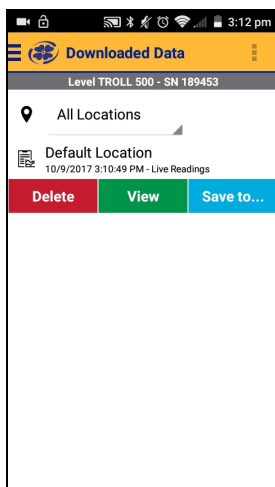 3:12 pm
Downloaded Data
Level TROLL 500 - SN 189453
All Locations
Default Location
10/9/2017 3:10:49 PM - Live Readings
Delete View Save to...